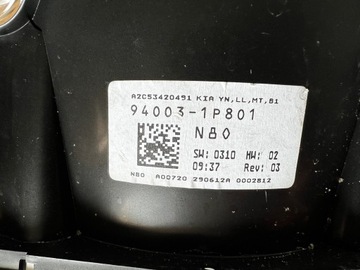 A2C53420491 KIA YN,LL,MT,B1
94003-1P801
N80
SW: 0310 HW: 02
09:37 Rev: 03
N80 A00720 290612A 0002812